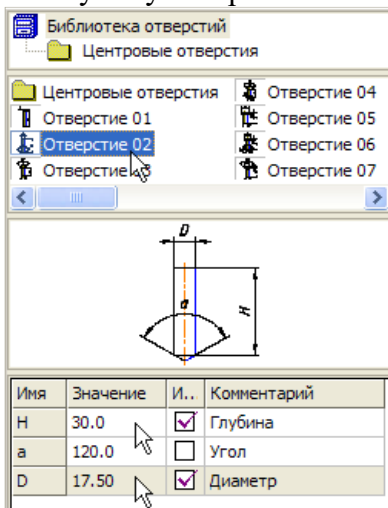 Библиотека отверстий
Центровые отверстия
Центровые отверстия
Отверстие 04
Отверстие 01
Отверстие 05
Отверстие 02
Отверстие 06
Отверстие
Отверстие 07
D
H
a
Имя Значение И.. Комментарий
H 30.0 Глубина
a 120.0 Угол
D 17.50 Диаметр